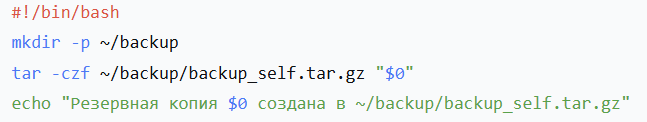 #!/bin/bash
mkdir -p ~/backup
tar -czf ~/backup/backup_self.tar.gz "$0"
echo "Резервная копия $0 создана в ~/backup/backup_self.tar.gz"